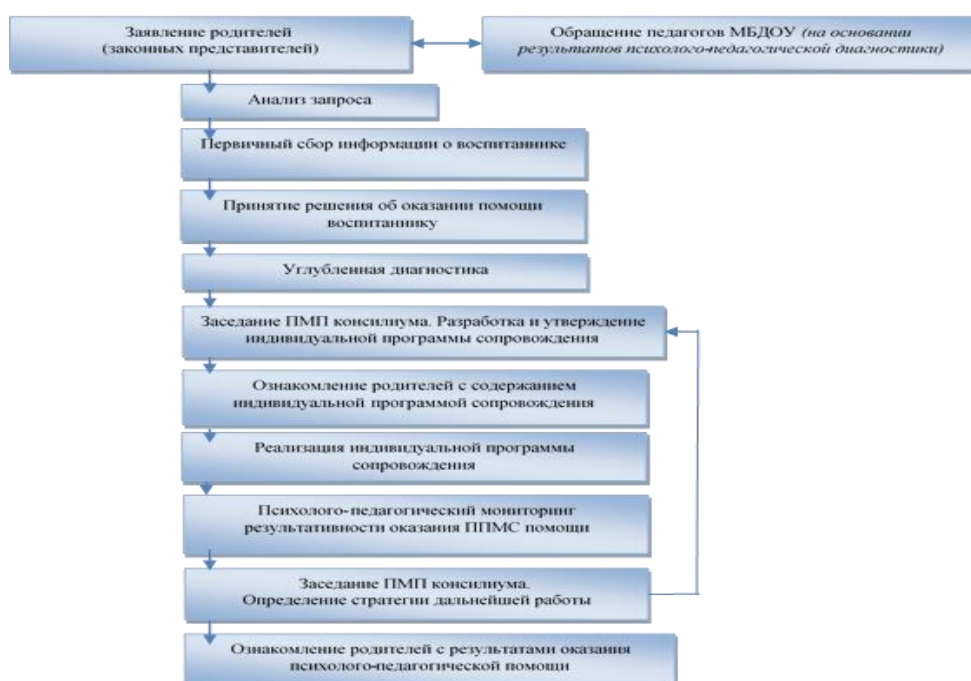 Заявление родителей
(законных представителей)
Обращение педагогов МБДОУ (на основании
результатов психолого-педагогической диагностики)
Анализ запроса
Первичный сбор информации о воспитаннике
Принятие решения об оказании помощи
воспитаннику
Углубленная диагностика
Заседание ПМП консилиума. Разработка и утверждение
индивидуальной программы сопровождения
Ознакомление родителей с содержанием
индивидуальной программой сопровождения
Реализация индивидуальной программы
сопровождения
Психолого-педагогический мониторинг
результативности оказания ППМС помощи
Заседание ПМП консилиума.
Определение стратегии дальнейшей работы
Ознакомление родителей с результатами оказания
психолого-педагогической помощи